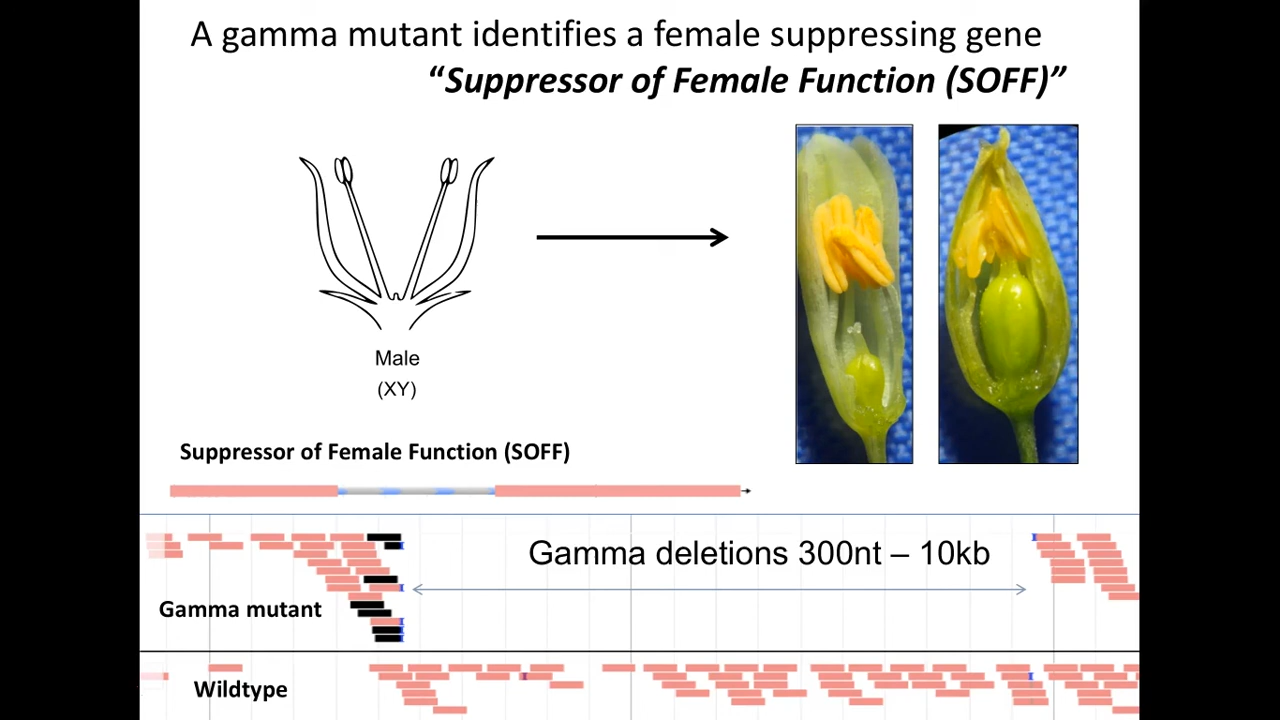 A gamma mutant identifies a female suppressing gene
“Suppressor of Female Function (SOFF)”
Male
(XY)
Suppressor of Female Function (SOFF)
Gamma deletions 300nt – 10kb
Gamma mutant
Wildtype